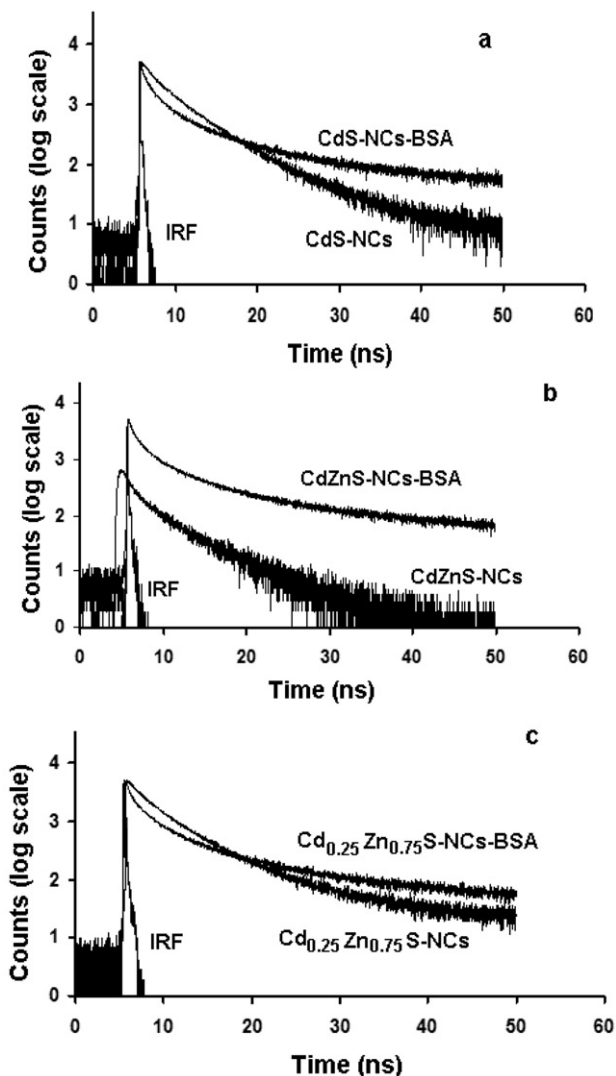 a
Counts (log scale)
4
3
2
1
0
CdS-NCs-BSA
CdS-NCs
IRF
0 10 20 30 40 50 60
Time (ns)
b
Counts (log scale)
4
3
2
1
0
CdZnS-NCs-BSA
CdZnS-NCs
IRF
0 10 20 30 40 50 60
Time (ns)
c
Counts (log scale)
4
3
2
1
0
Cd0.25 Zn0.75S-NCs-BSA
Cd0.25 Zn0.75 S-NCs
IRF
0 10 20 30 40 50 60
Time (ns)